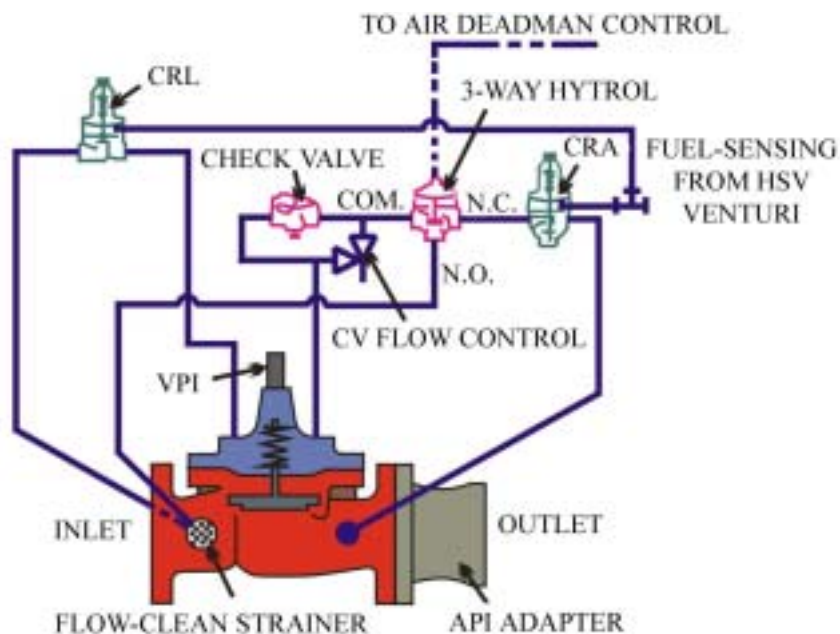 TO AIR DEADMAN CONTROL
CRL
3-WAY HYTROL
CRA
CHECK VALVE
COM.
N.C.
FUEL-SENSING
FROM HSV
VENTURI
N.O.
CV FLOW CONTROL
VPI
INLET
OUTLET
FLOW-CLEAN STRAINER
API ADAPTER